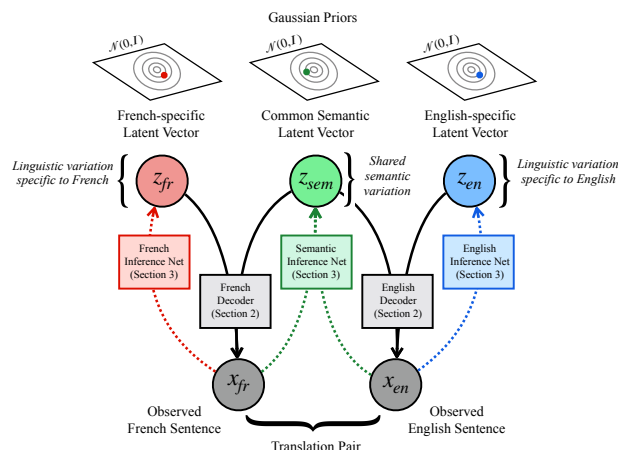 Gaussian Priors
N(0,I)
N(0,I)
N(0,I)
French-specific
Latent Vector
Common Semantic
Latent Vector
English-specific
Latent Vector
Linguistic variation
specific to French
z_fr
z_sem
Shared
semantic
variation
z_en
Linguistic variation
specific to English
French
Inference Net
(Section 3)
Semantic
Inference Net
(Section 3)
English
Inference Net
(Section 3)
French
Decoder
(Section 2)
English
Decoder
(Section 2)
x_fr
x_en
Observed
French Sentence
Observed
English Sentence
Translation Pair